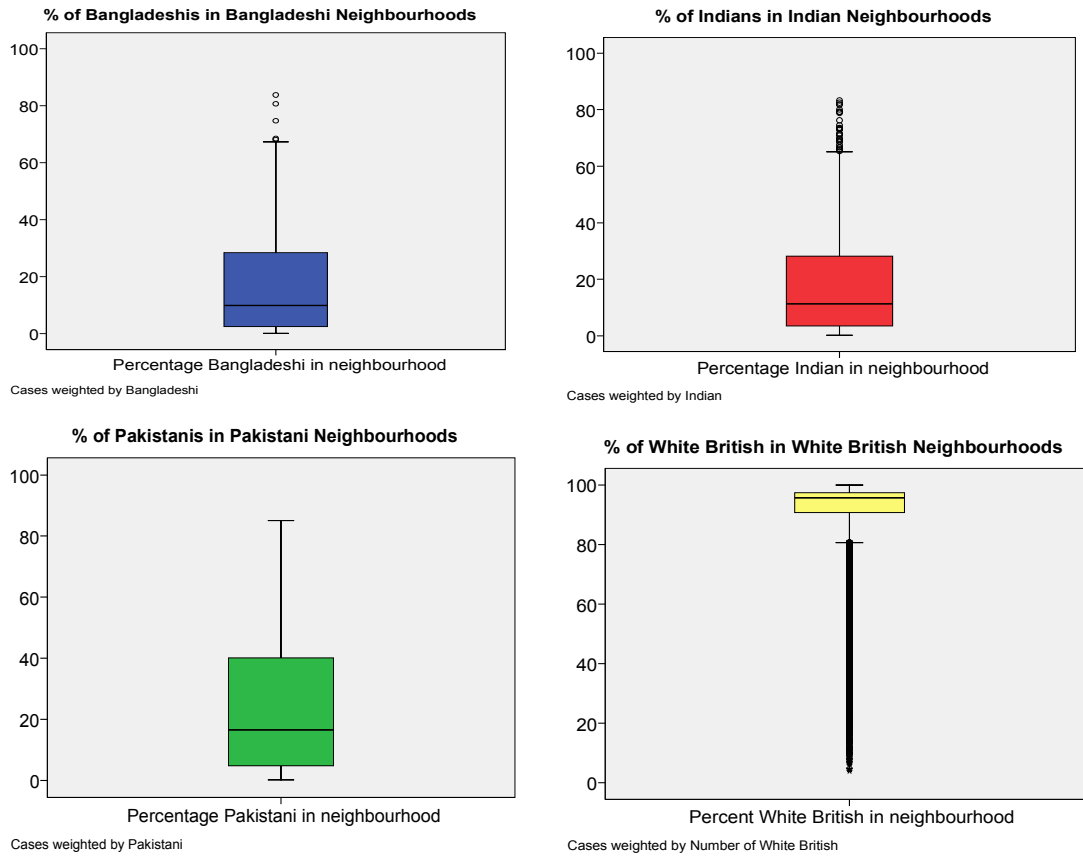 % of Bangladeshis in Bangladeshi Neighbourhoods
100
80
60
40
20
0
Percentage Bangladeshi in neighbourhood
Cases weighted by Bangladeshi
% of Indians in Indian Neighbourhoods
100
80
60
40
20
0
Percentage Indian in neighbourhood
Cases weighted by Indian
% of Pakistanis in Pakistani Neighbourhoods
100
80
60
40
20
0
Percentage Pakistani in neighbourhood
Cases weighted by Pakistani
% of White British in White British Neighbourhoods
100
80
60
40
20
0
Percent White British in neighbourhood
Cases weighted by Number of White British